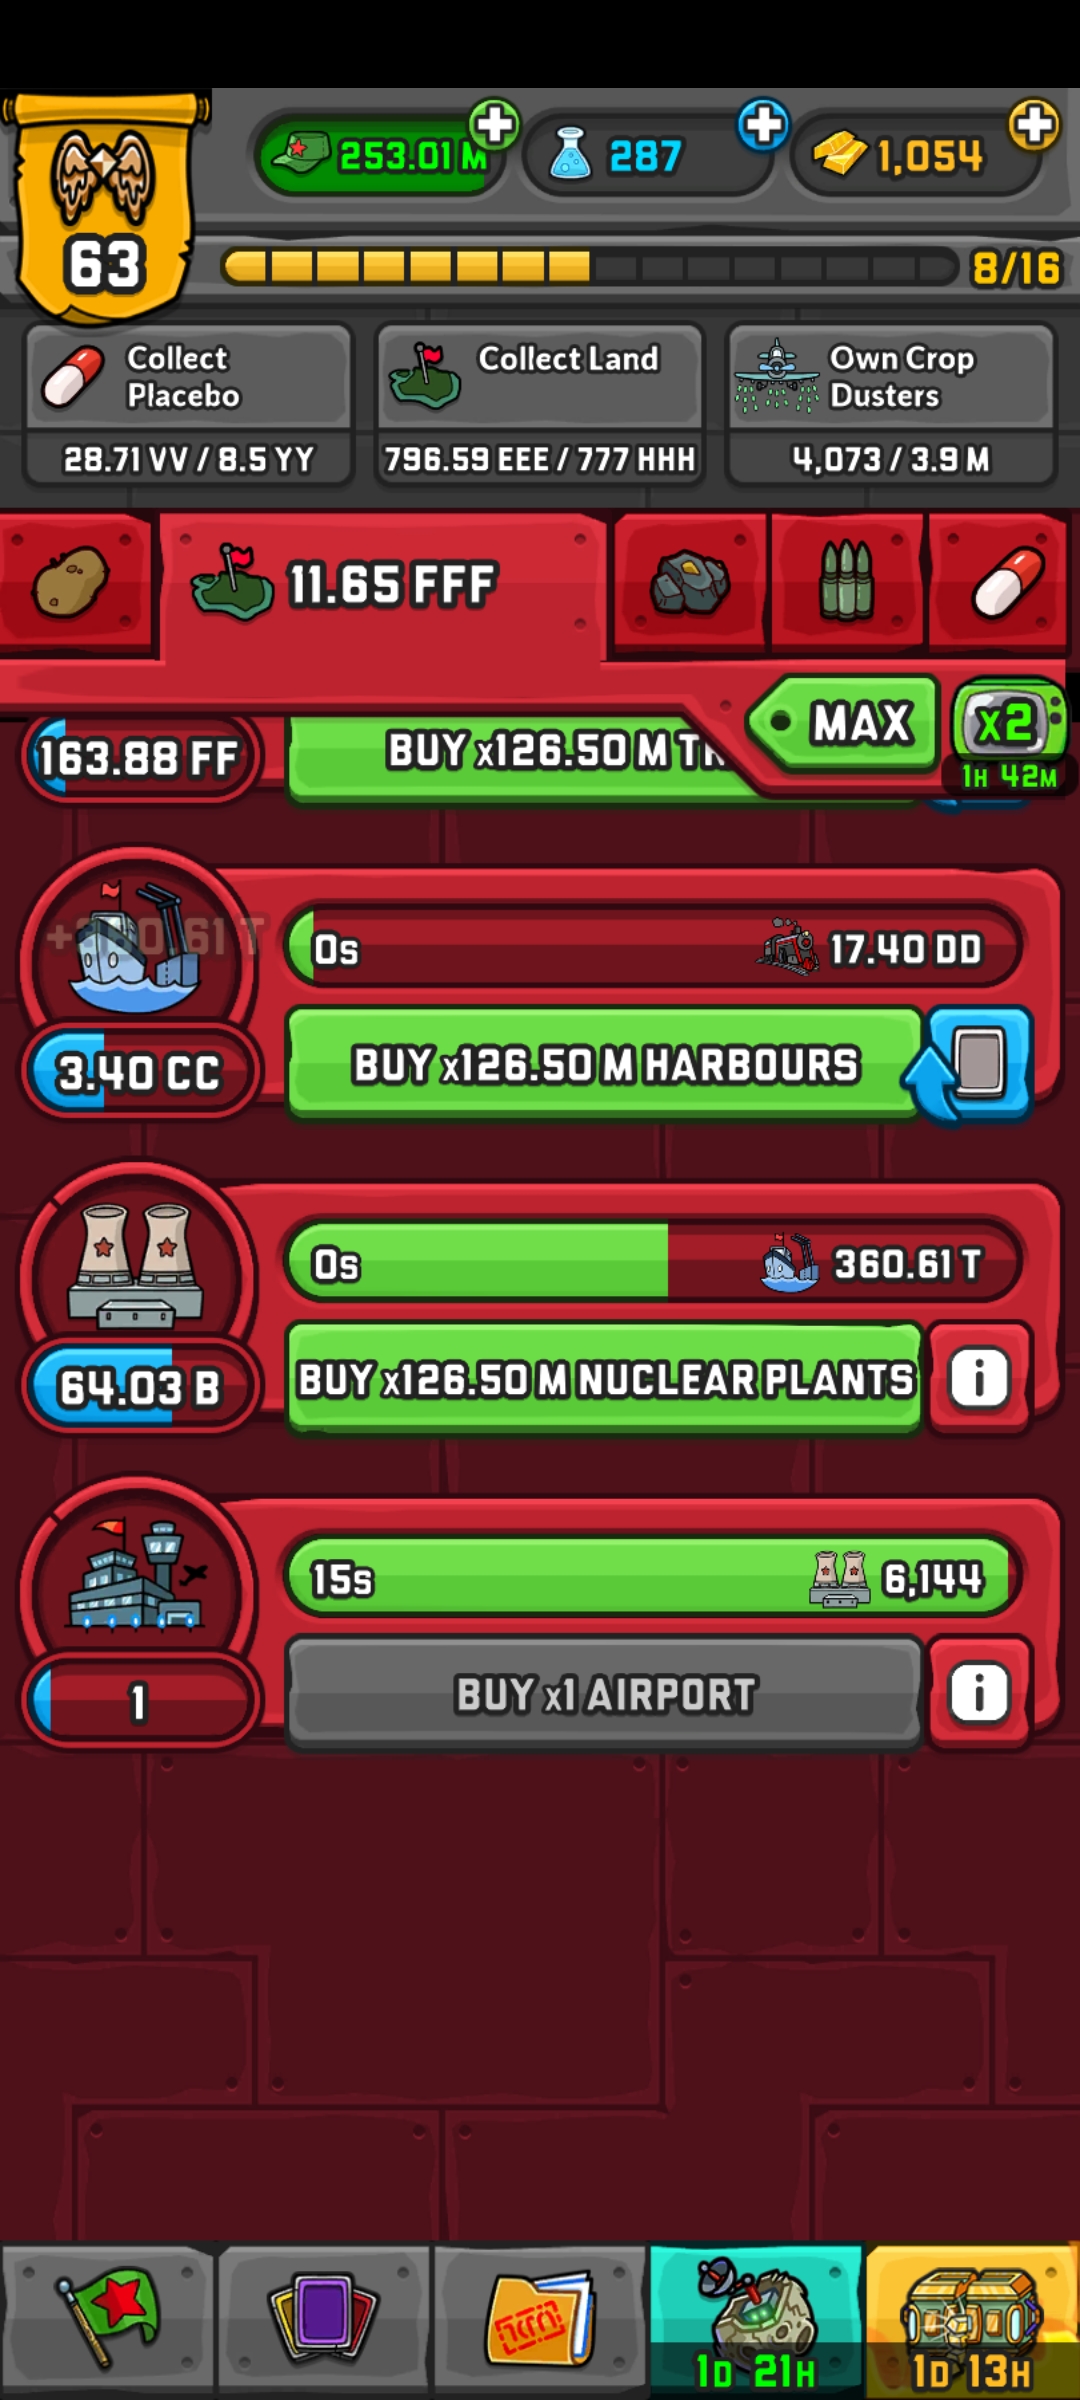 253.01 M
287
1,054
63
8/16
Collect
Placebo
28.71 VV / 8.5 YY
Collect Land
796.59 EEE / 777 HHH
Own Crop
Dusters
4,073 / 3.9 M
11.65 FFF
MAX
x2
1H 42M
163.88 FF
BUY x126.50 M
+360.61 T
0s
17.40 DD
3.40 CC
BUY x126.50 M HARBOURS
0s
360.61 T
64.03 B
BUY x126.50 M NUCLEAR PLANTS
i
15s
6,144
1
BUY x1 AIRPORT
i
1D 21H
1D 13H